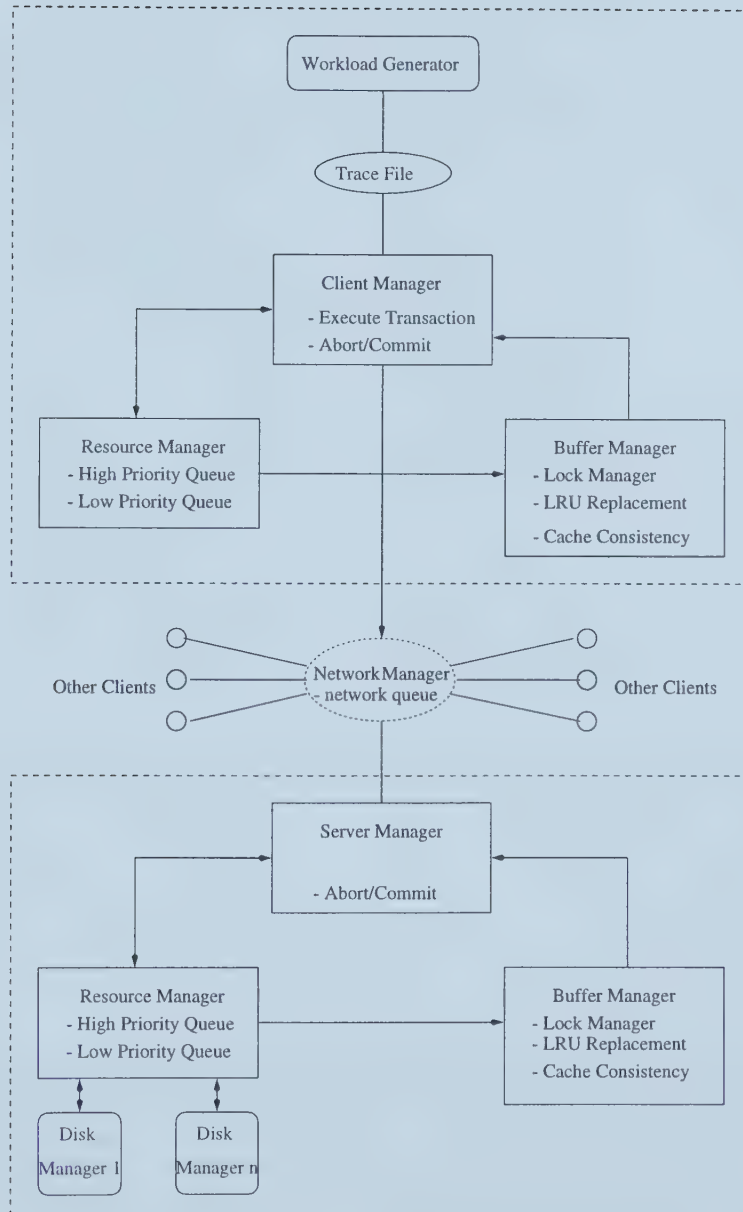 Workload Generator
Trace File
Client Manager
- Execute Transaction
- Abort/Commit
Resource Manager
- High Priority Queue
- Low Priority Queue
Buffer Manager
- Lock Manager
- LRU Replacement
- Cache Consistency
Other Clients
Network Manager
- network queue
Other Clients
Server Manager
- Abort/Commit
Resource Manager
- High Priority Queue
- Low Priority Queue
Buffer Manager
- Lock Manager
- LRU Replacement
- Cache Consistency
Disk
Manager 1
Disk
Manager n